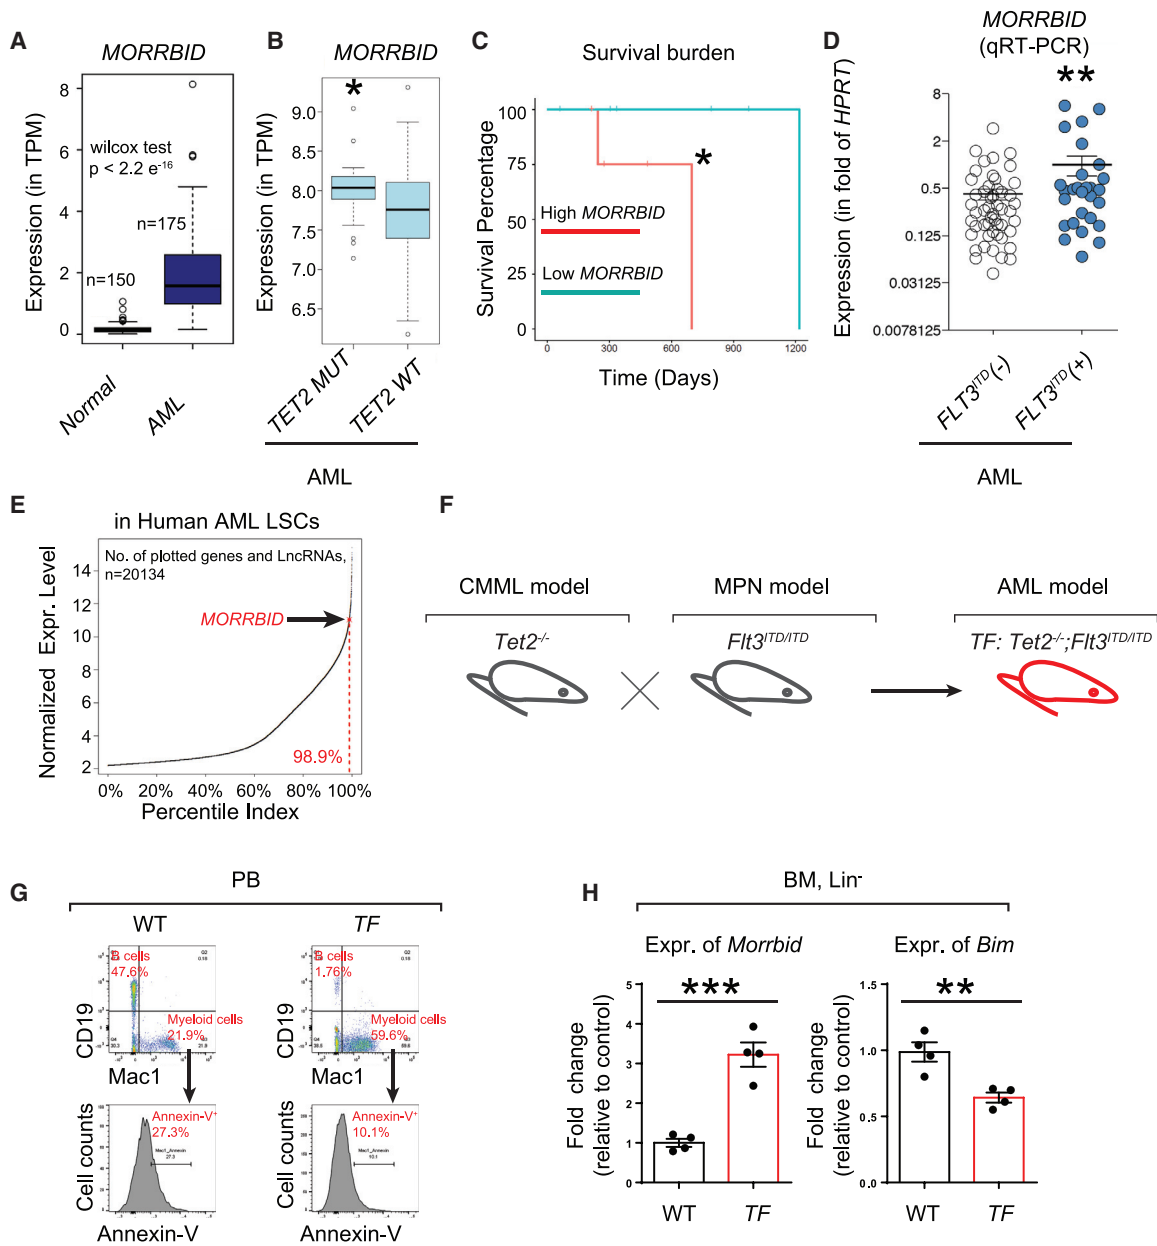 A
MORRBID
Expression (in TPM)
8
6
4
2
0
wilcox test
p < 2.2 e-16
n=175
n=150
Normal
AML
B
MORRBID
*
Expression (in TPM)
9.0
8.5
8.0
7.5
7.0
6.5
TET2 MUT
TET2 WT
AML
C
Survival burden
Survival Percentage
100
75
50
25
0
*
High MORRBID
Low MORRBID
0
300
600
900
1200
Time (Days)
D
MORRBID
(qRT-PCR)
**
Expression (in fold of HPRT)
8
2
0.5
0.125
0.03125
0.0078125
FLT3ITD(-)
FLT3ITD(+)
AML
E
in Human AML LSCs
No. of plotted genes and LncRNAs,
n=20134
Normalized Expr. Level
14
12
10
8
6
4
2
MORRBID
98.9%
0%
20%
40%
60%
80%
100%
Percentile Index
F
CMML model
MPN model
AML model
Tet2-/-
Flt3ITD/ITD
TF: Tet2-/-;Flt3ITD/ITD
G
PB
WT
TF
B cells
47.6%
Myeloid cells
21.9%
CD19
Mac1
B cells
1.76%
Myeloid cells
59.6%
CD19
Mac1
Annexin-V+
27.3%
Mac1_Annexin
27.3
Cell counts
Annexin-V
Annexin-V+
10.1%
Mac1_Annexin
10.1
Cell counts
Annexin-V
H
BM, Lin-
Expr. of Morrbid
***
Fold change
(relative to control)
5
4
3
2
1
0
WT
TF
Expr. of Bim
**
Fold change
(relative to control)
1.5
1.0
0.5
0.0
WT
TF